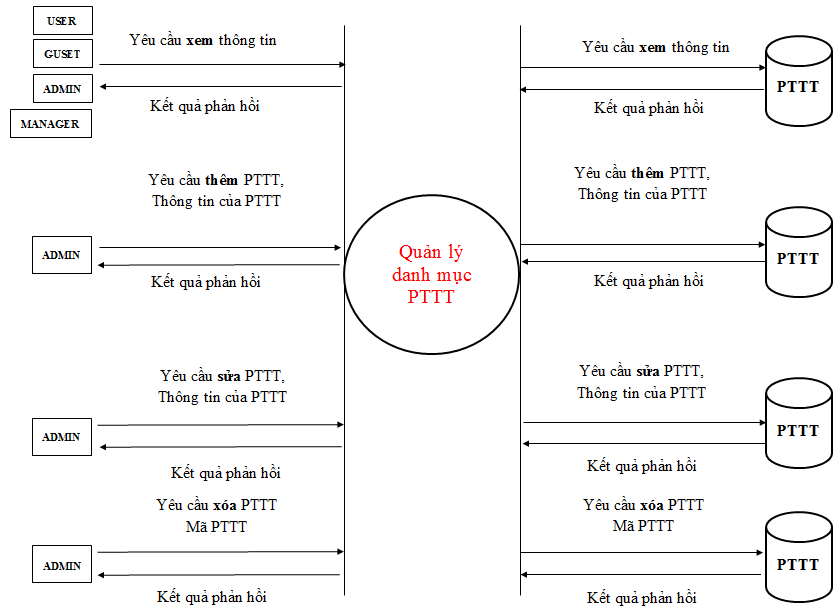 USER
GUSET
ADMIN
MANAGER
Yêu cầu xem thông tin
Kết quả phản hồi
Yêu cầu xem thông tin
Kết quả phản hồi
PTTT
Yêu cầu thêm PTTT,
Thông tin của PTTT
ADMIN
Kết quả phản hồi
Quản lý
danh mục
PTTT
Yêu cầu thêm PTTT,
Thông tin của PTTT
Kết quả phản hồi
PTTT
Yêu cầu sửa PTTT,
Thông tin của PTTT
ADMIN
Kết quả phản hồi
Yêu cầu sửa PTTT,
Thông tin của PTTT
Kết quả phản hồi
PTTT
Yêu cầu xóa PTTT
Mã PTTT
ADMIN
Kết quả phản hồi
Yêu cầu xóa PTTT
Mã PTTT
Kết quả phản hồi
PTTT